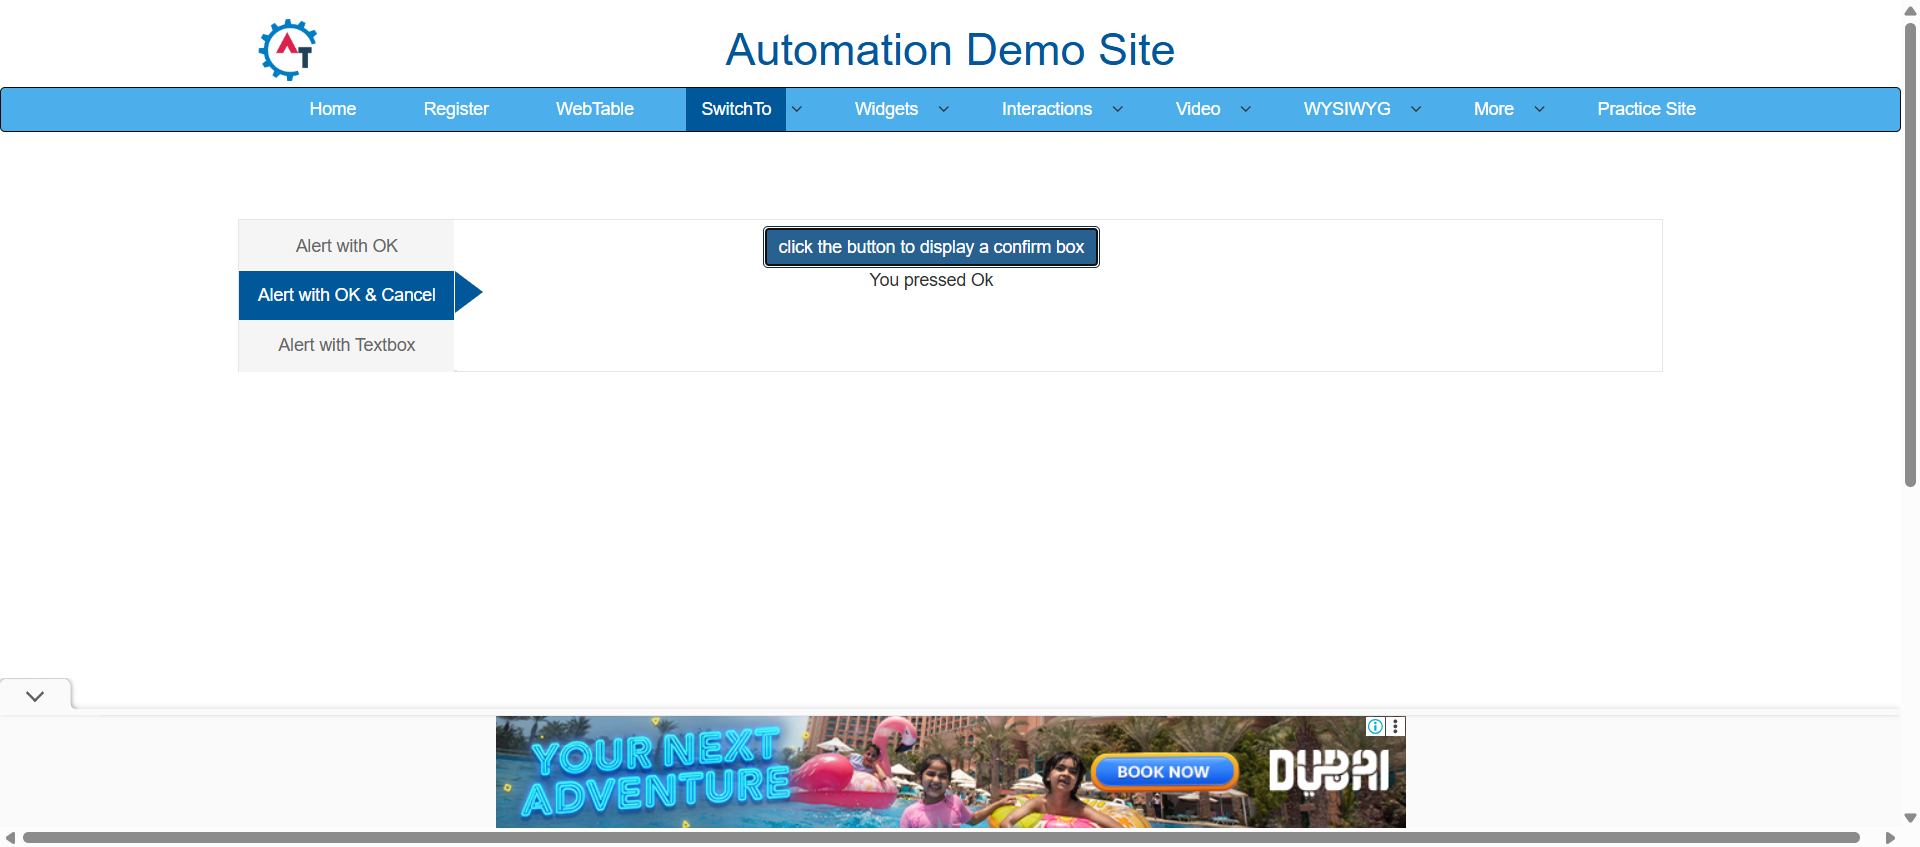 AT
Automation Demo Site
Home Register WebTable SwitchTo Widgets Interactions Video WYSIWYG More Practice Site
Alert with OK
Alert with OK & Cancel
Alert with Textbox
click the button to display a confirm box
You pressed Ok
YOUR NEXT
ADVENTURE
BOOK NOW
DUBAI